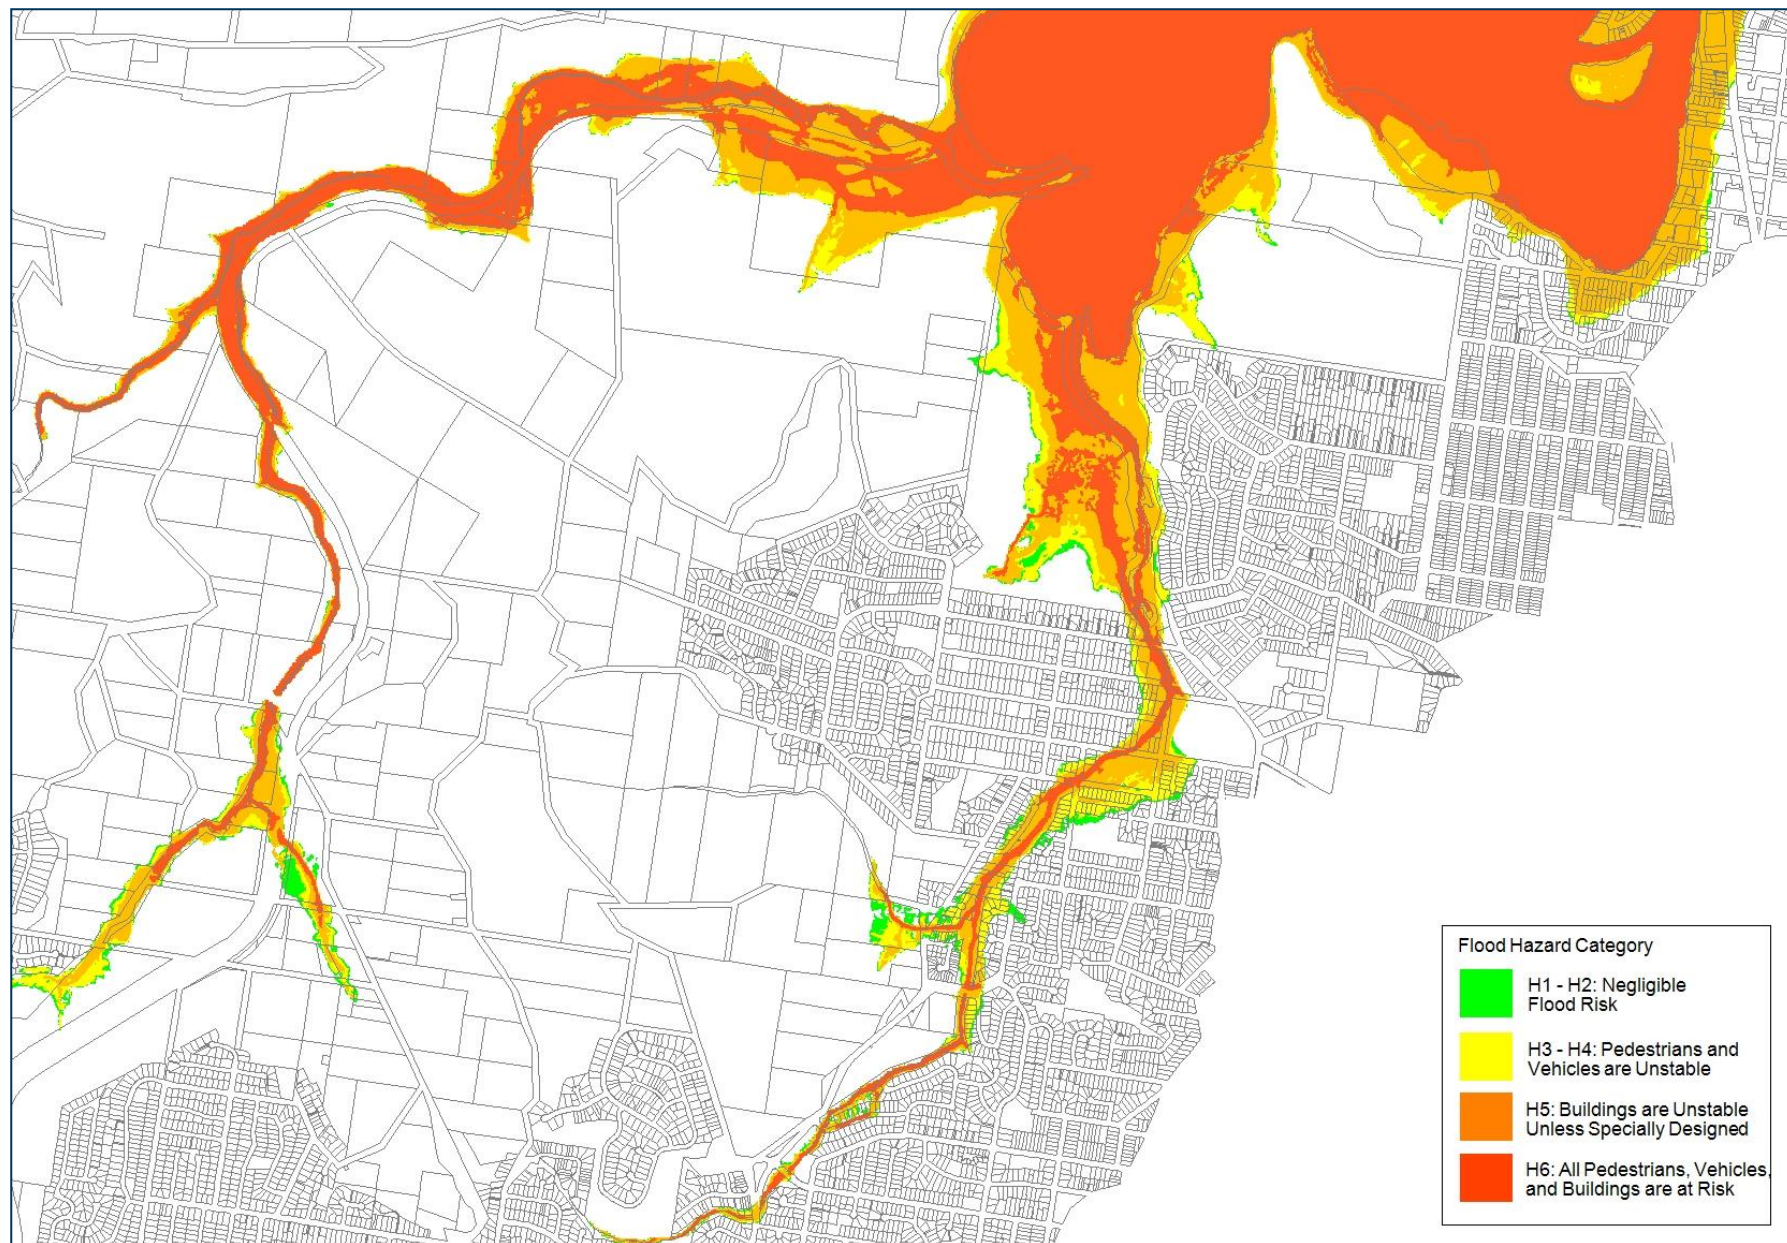 Flood Hazard Category
H1 - H2: Negligible
Flood Risk
H3 - H4: Pedestrians and
Vehicles are Unstable
H5: Buildings are Unstable
Unless Specially Designed
H6: All Pedestrians, Vehicles,
and Buildings are at Risk